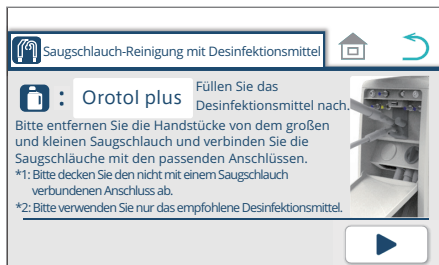 Saugschlauch-Reinigung mit Desinfektionsmittel
: Orotol plus
Füllen Sie das
Desinfektionsmittel nach.
Bitte entfernen Sie die Handstücke von dem großen
und kleinen Saugschlauch und verbinden Sie die
Saugschläuche mit den passenden Anschlüssen.
*1: Bitte decken Sie den nicht mit einem Saugschlauch
verbundenen Anschluss ab.
*2: Bitte verwenden Sie nur das empfohlene Desinfektionsmittel.